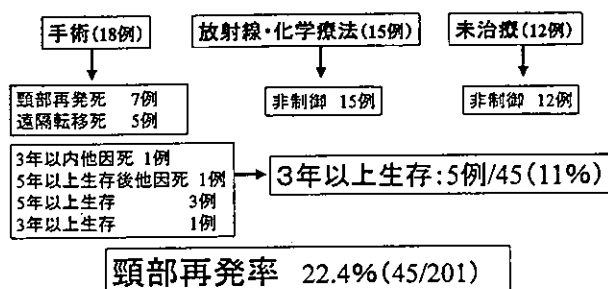 手術(18例)
放射線・化学療法(15例)
未治療(12例)
頸部再発死 7例
遠隔転移死 5例
非制御 15例
非制御 12例
3年以内他因死 1例
5年以上生存後他因死 1例
5年以上生存 3例
3年以上生存 1例
3年以上生存:5例/45(11%)
頸部再発率 22.4%(45/201)